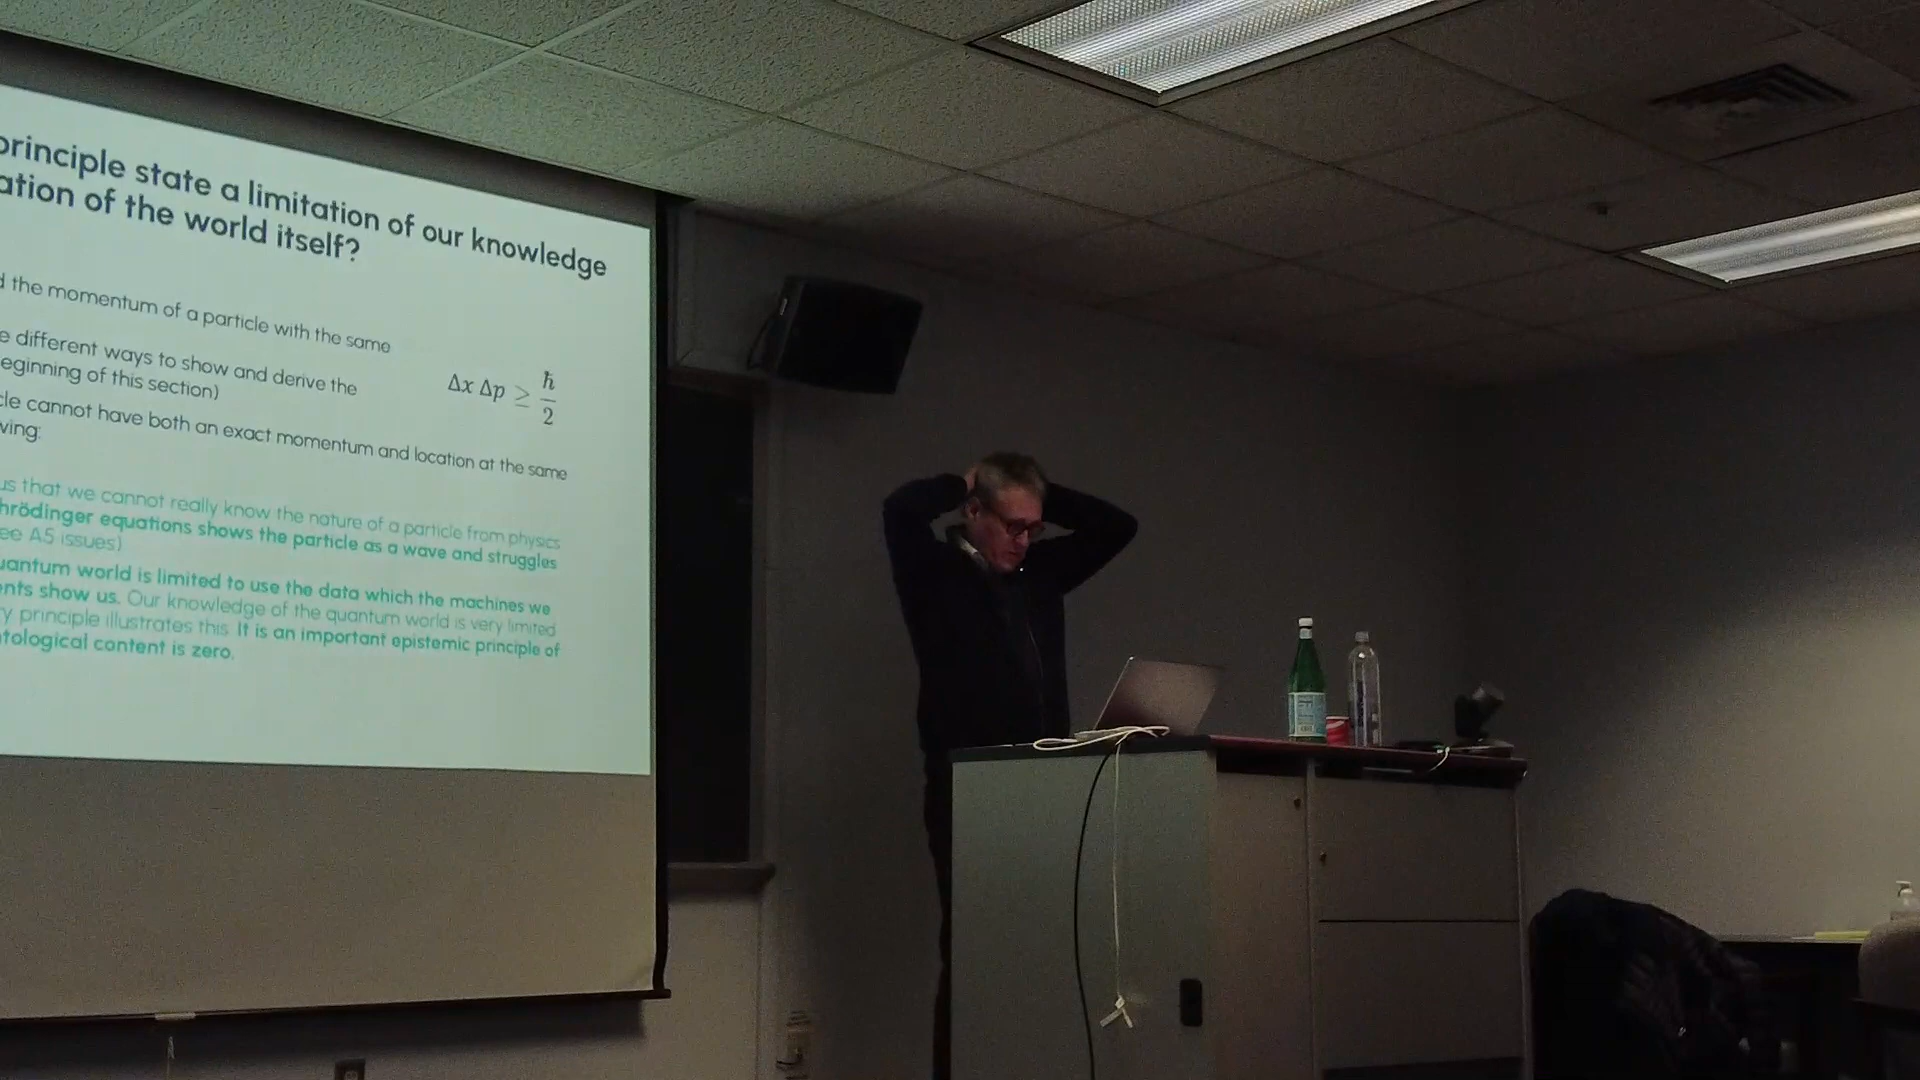 principle state a limitation of our knowledge
ation of the world itself?
d the momentum of a particle with the same
e different ways to show and derive the
eginning of this section)
Δx Δp ≥ ℏ/2
cle cannot have both an exact momentum and location at the same
ving:
us that we cannot really know the nature of a particle from physics
hrödinger equations shows the particle as a wave and struggles
ee A5 issues)
uantum world is limited to use the data which the machines we
ents show us. Our knowledge of the quantum world is very limited
y principle illustrates this. It is an important epistemic principle of
tological content is zero.